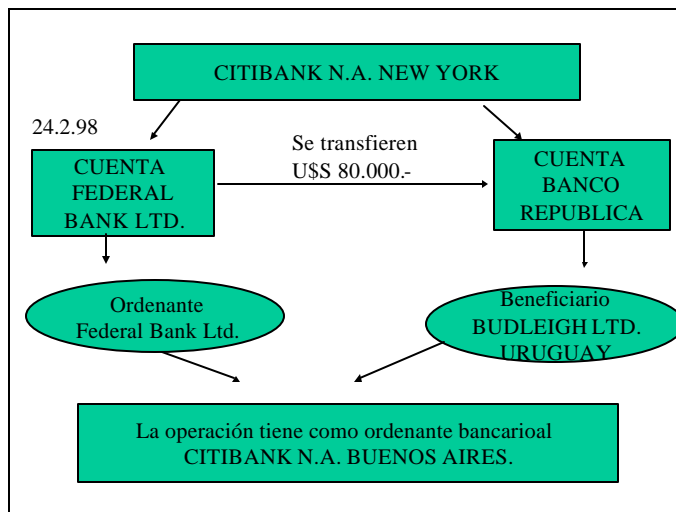 CITIBANK N.A. NEW YORK
24.2.98
Se transfieren
U$S 80.000.-
CUENTA
FEDERAL
BANK LTD.
CUENTA
BANCO
REPUBLICA
Ordenante
Federal Bank Ltd.
Beneficiario
BUDLEIGH LTD.
URUGUAY
La operación tiene como ordenante bancarioal
CITIBANK N.A. BUENOS AIRES.